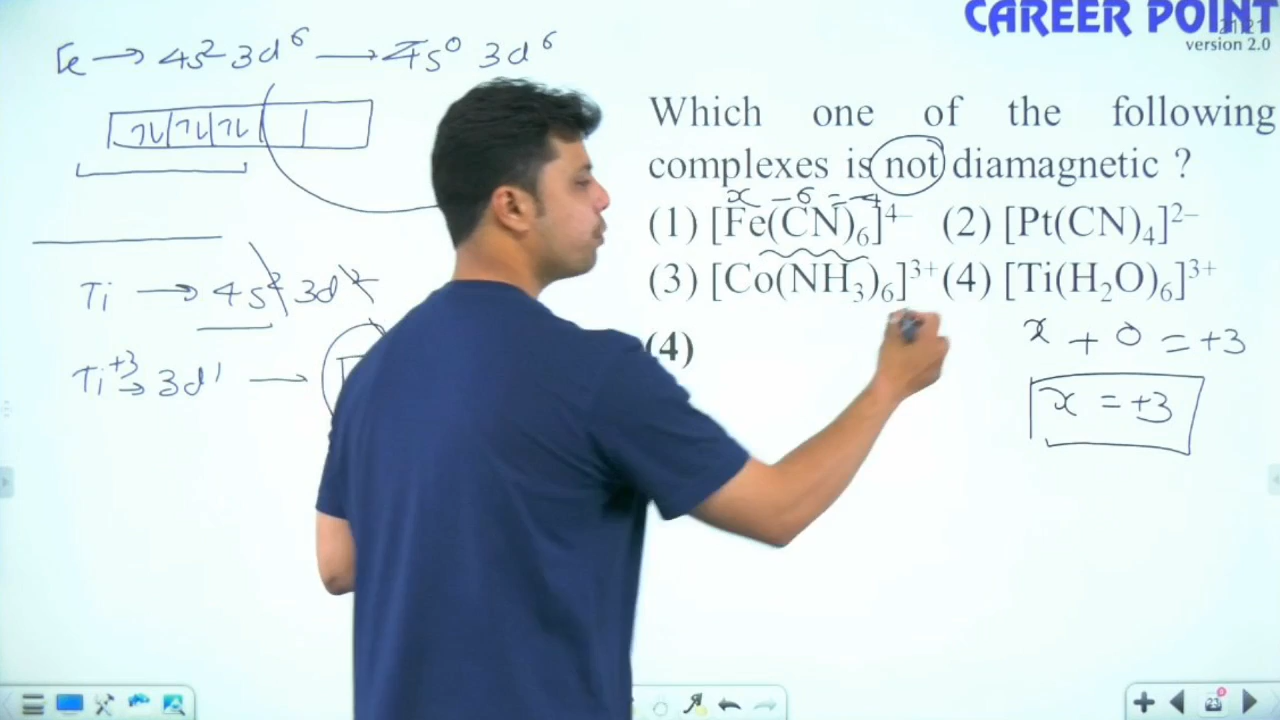 CAREER POINT
version 2.0
Fe → 4s² 3d⁶ → 4s⁰ 3d⁶
Which one of the following
complexes is not diamagnetic ?
x - 6 = -4
(1) [Fe(CN)₆]⁴⁻ (2) [Pt(CN)₄]²⁻
(3) [Co(NH₃)₆]³⁺ (4) [Ti(H₂O)₆]³⁺
(4)
Ti → 4s² 3d²
Ti⁺³ → 3d¹ →
x + 0 = +3
x = +3
23